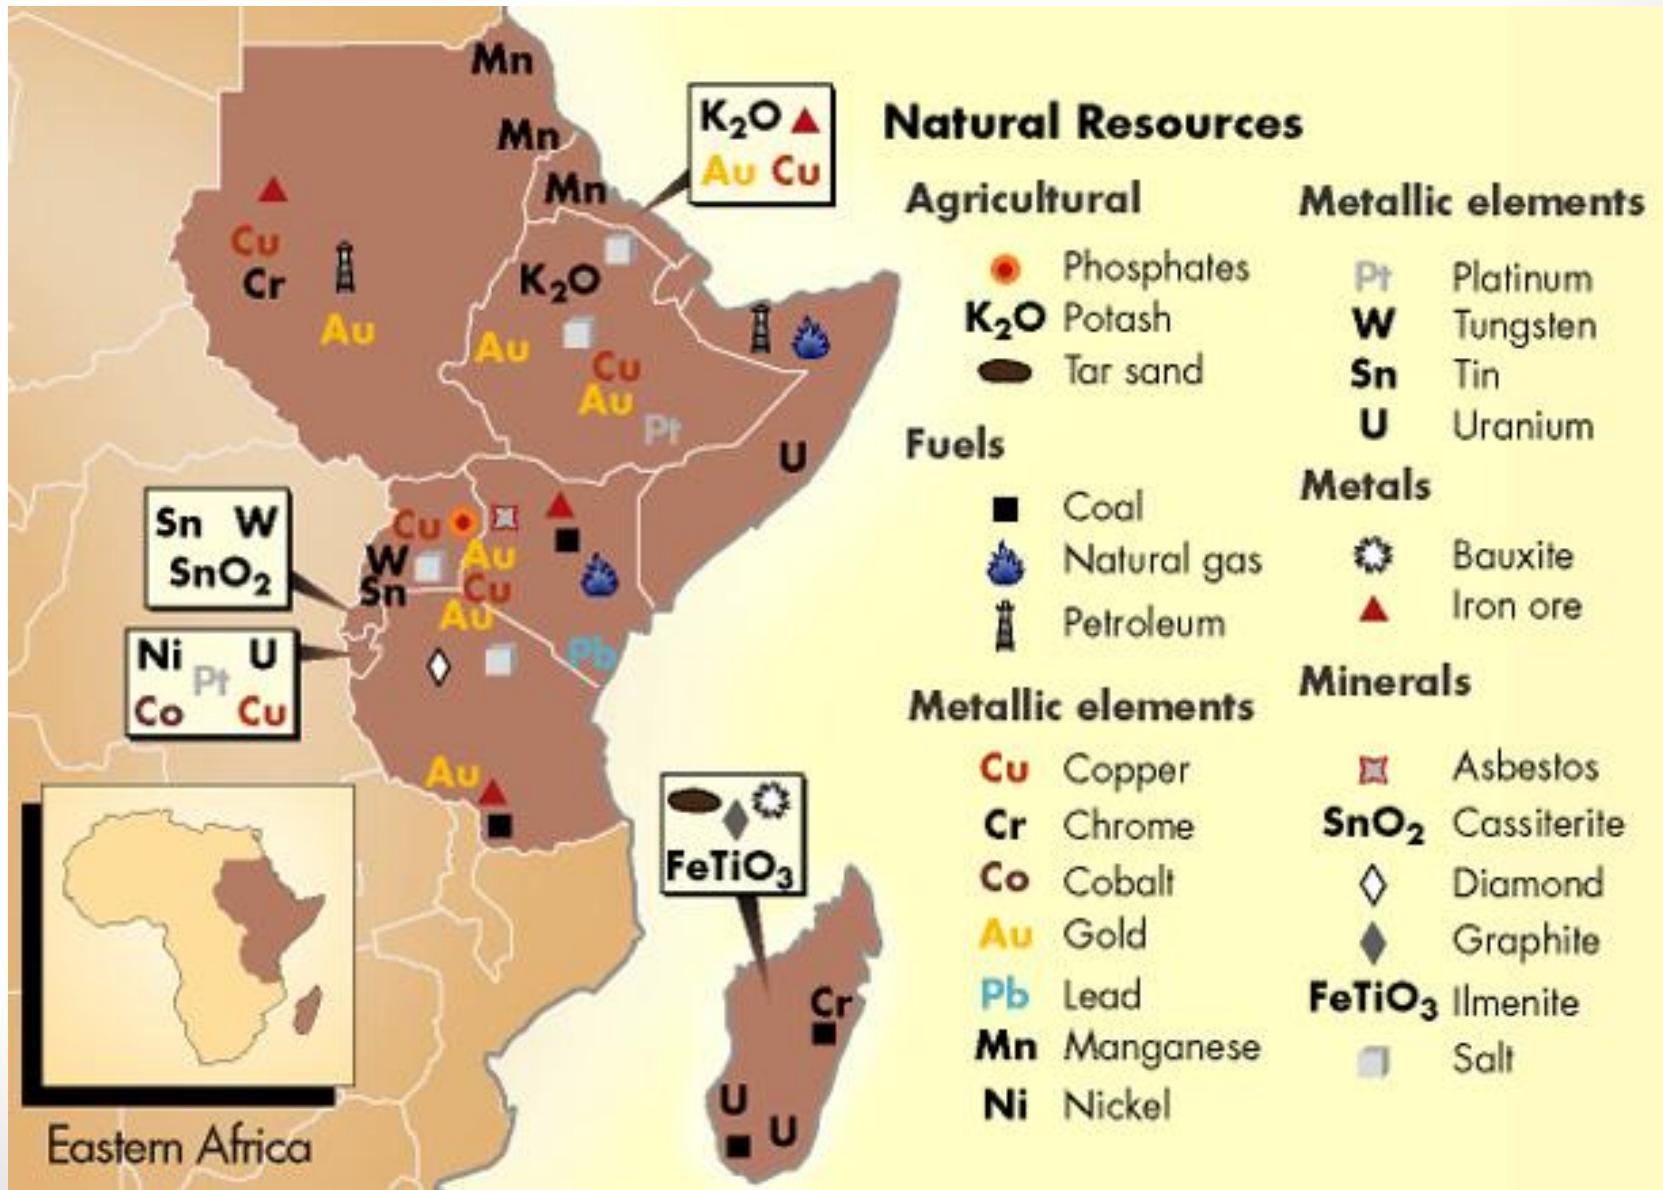 Mn
Mn
Mn
K₂O
Au Cu
Cu
Cr
Au
K₂O
Au
Cu
Au
Pt
U
Sn W
SnO₂
Cu
W
Sn
Au
Cu
Au
Pb
Ni U
Pt
Co Cu
Au
FeTiO₃
Cr
U
U
Eastern Africa
Natural Resources
Agricultural
Phosphates
K₂O Potash
Tar sand
Fuels
Coal
Natural gas
Petroleum
Metallic elements
Cu Copper
Cr Chrome
Co Cobalt
Au Gold
Pb Lead
Mn Manganese
Ni Nickel
Metallic elements
Pt Platinum
W Tungsten
Sn Tin
U Uranium
Metals
Bauxite
Iron ore
Minerals
Asbestos
SnO₂ Cassiterite
Diamond
Graphite
FeTiO₃ Ilmenite
Salt